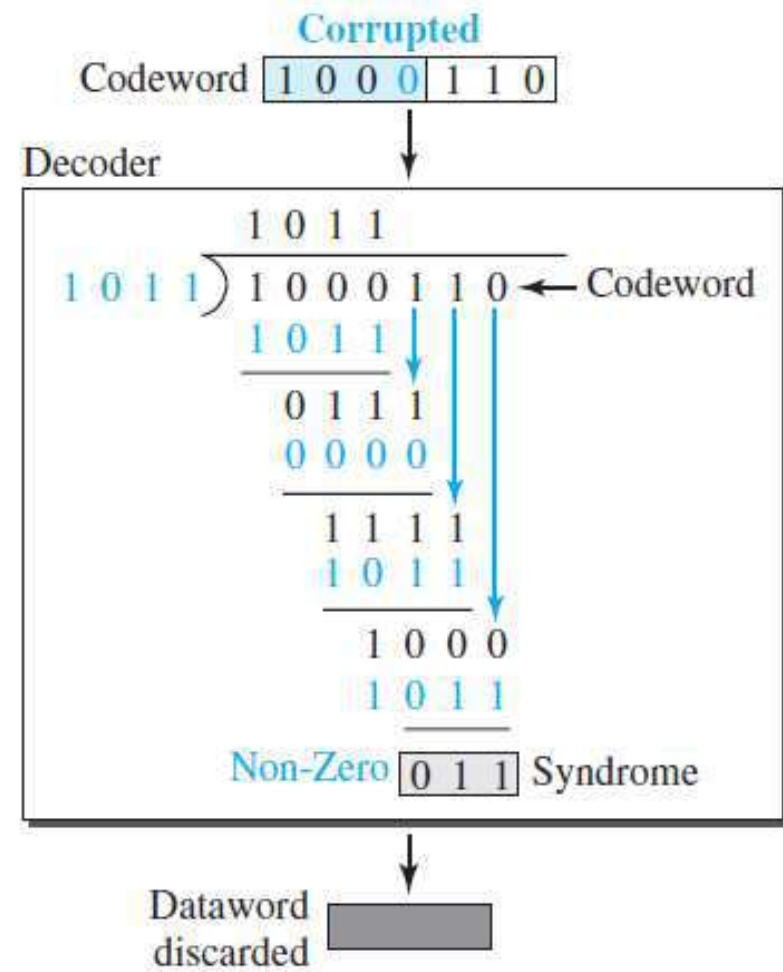 Corrupted
Codeword 1 0 0 0 1 1 0
Decoder
1 0 1 1
1 0 1 1 ) 1 0 0 0 1 1 0 Codeword
1 0 1 1
0 1 1 1
0 0 0 0
1 1 1 1
1 0 1 1
1 0 0 0
1 0 1 1
Non-Zero 0 1 1 Syndrome
Dataword
discarded